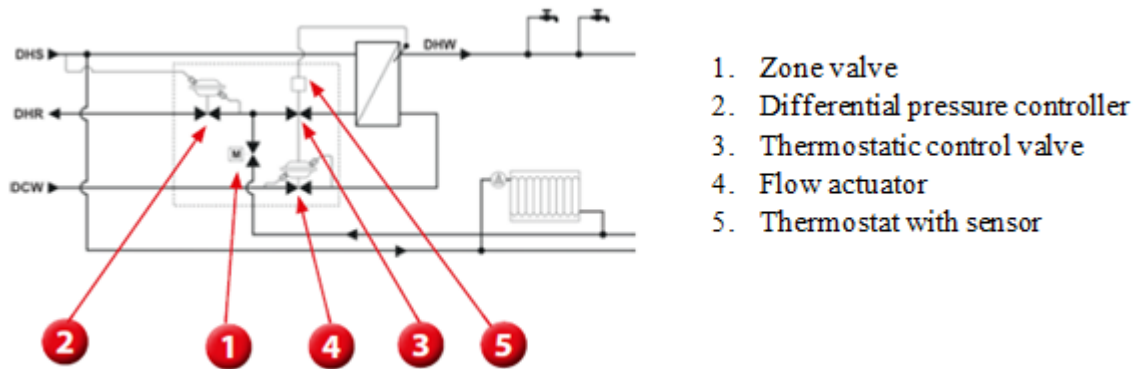 DHW
DHS
DHR
M
DCW
1. Zone valve
2. Differential pressure controller
3. Thermostatic control valve
4. Flow actuator
5. Thermostat with sensor
2 1 4 3 5